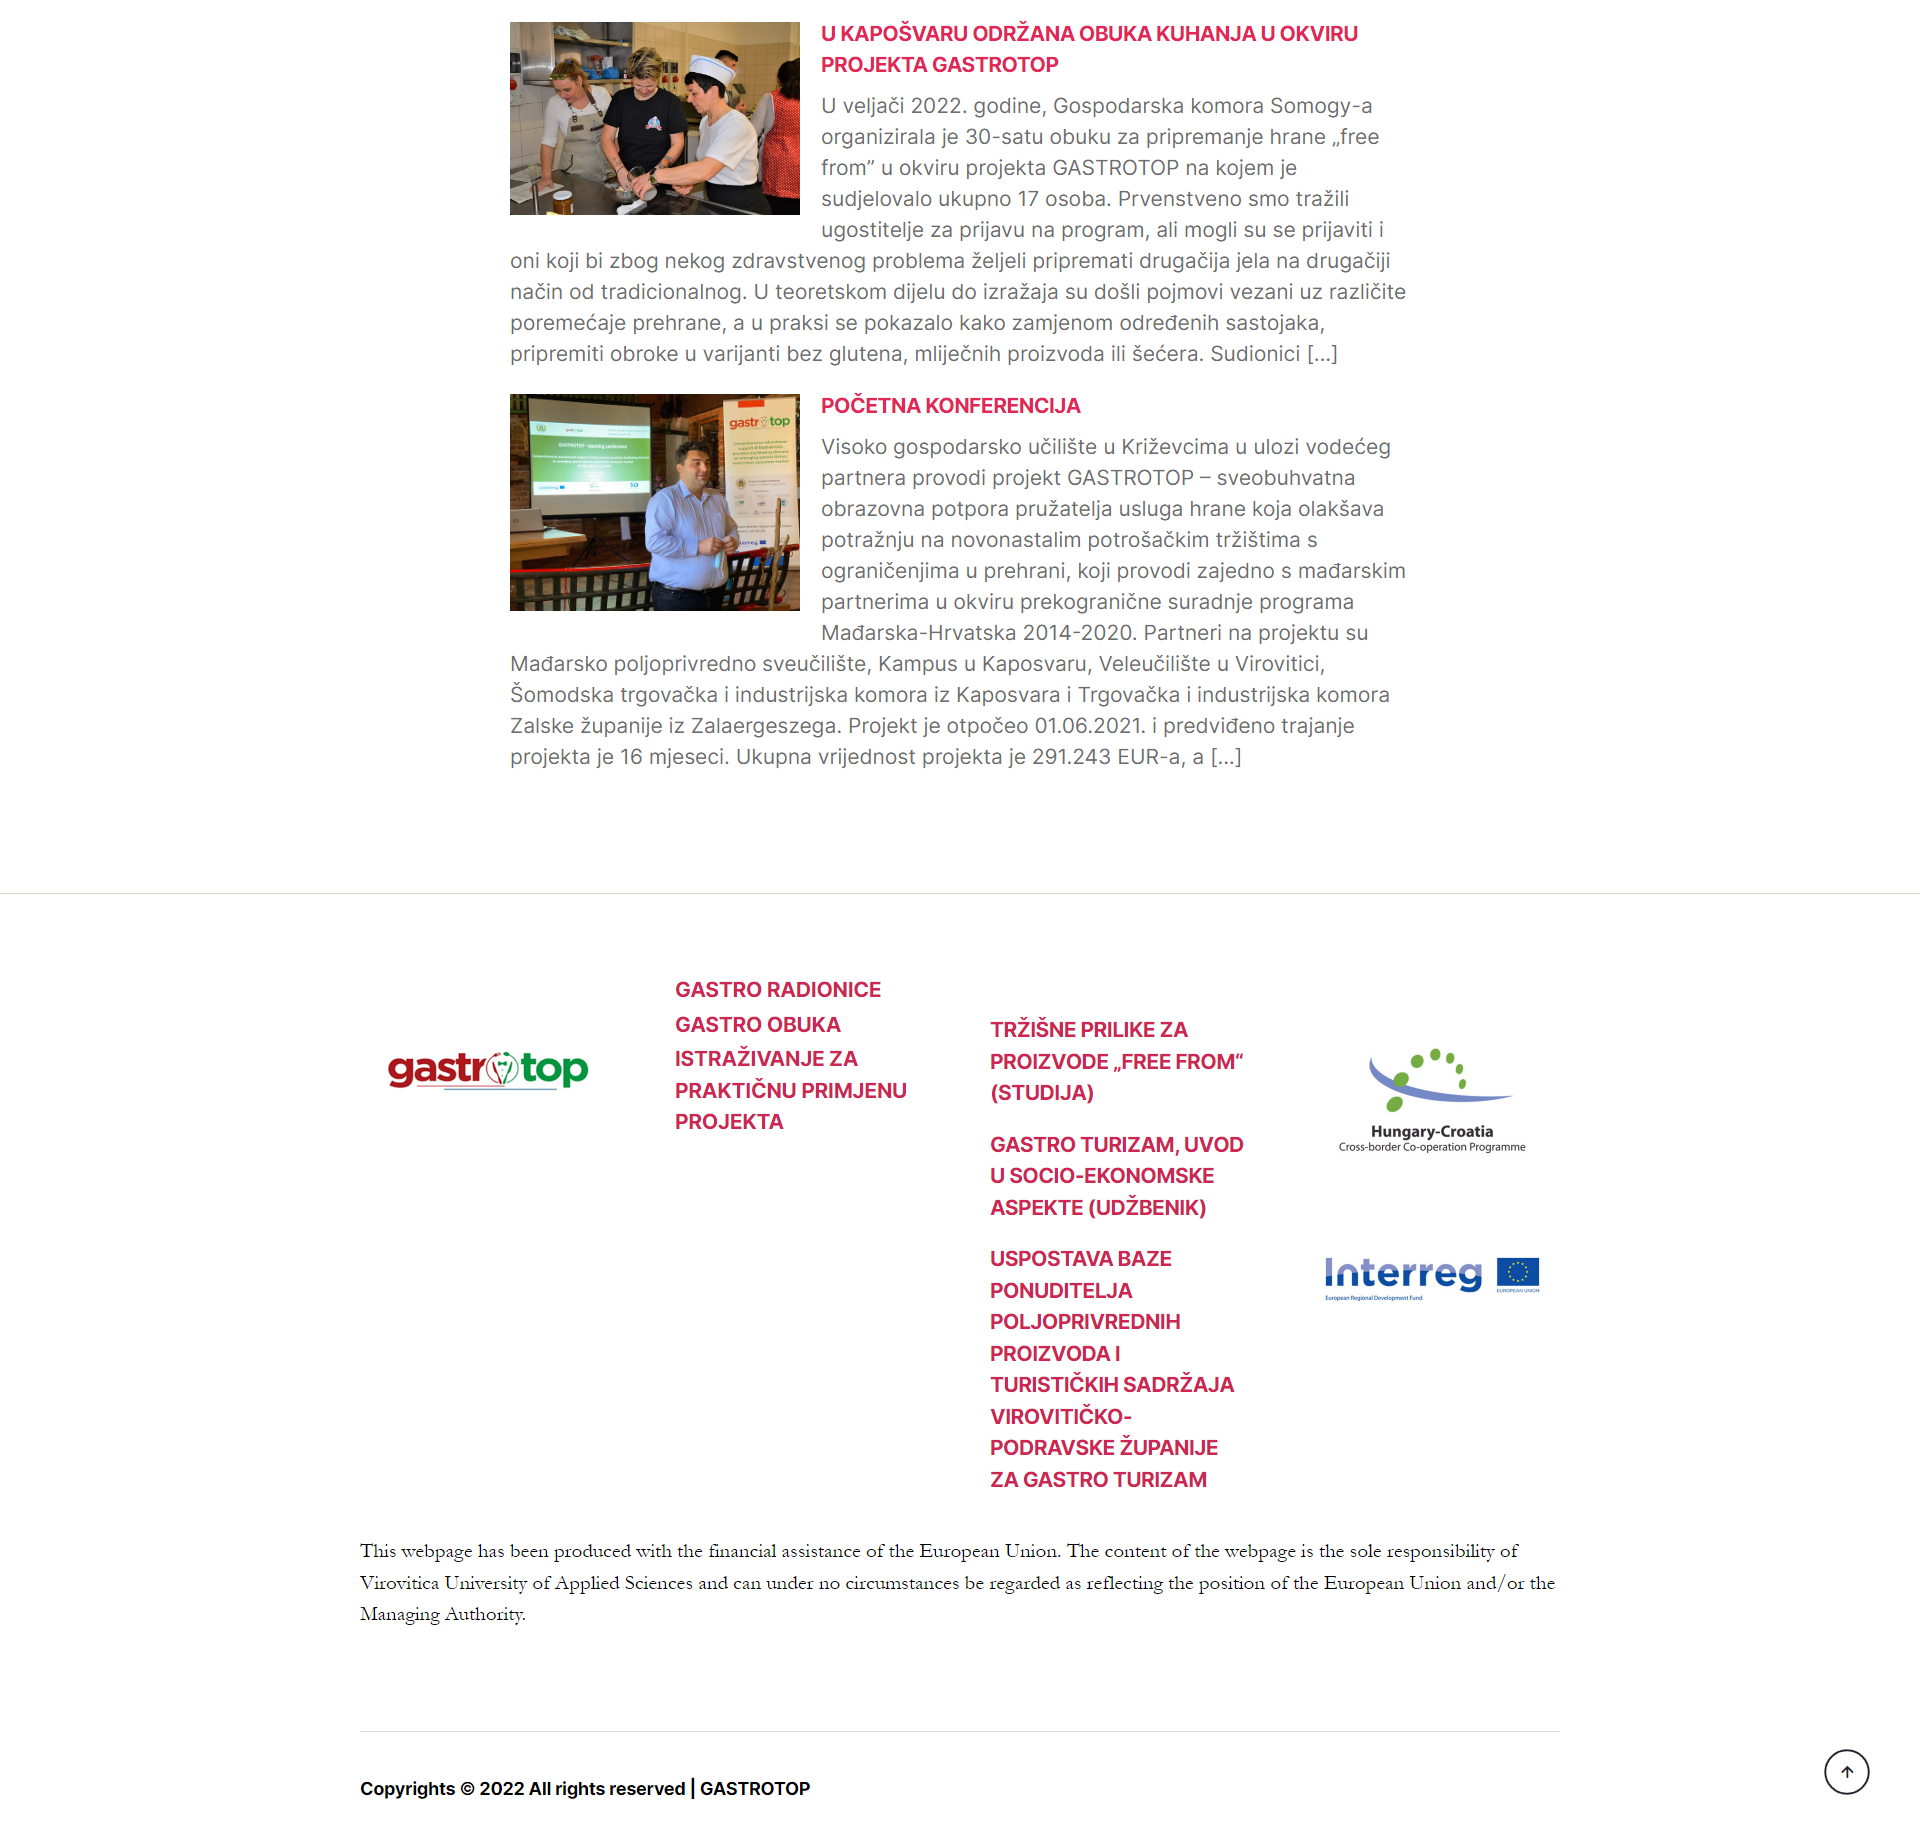 U KAPOŠVARU ODRŽANA OBUKA KUHANJA U OKVIRU
PROJEKTA GASTROTOP
U veljači 2022. godine, Gospodarska komora Somogy-a
organizirala je 30-satu obuku za pripremanje hrane „free
from” u okviru projekta GASTROTOP na kojem je
sudjelovalo ukupno 17 osoba. Prvenstveno smo tražili
ugostitelje za prijavu na program, ali mogli su se prijaviti i
oni koji bi zbog nekog zdravstvenog problema željeli pripremati drugačija jela na drugačiji
način od tradicionalnog. U teoretskom dijelu do izražaja su došli pojmovi vezani uz različite
poremećaje prehrane, a u praksi se pokazalo kako zamjenom određenih sastojaka,
pripremiti obroke u varijanti bez glutena, mliječnih proizvoda ili šećera. Sudionici […]
gastrotop
POČETNA KONFERENCIJA
Visoko gospodarsko učilište u Križevcima u ulozi vodećeg
partnera provodi projekt GASTROTOP – sveobuhvatna
obrazovna potpora pružatelja usluga hrane koja olakšava
potražnju na novonastalim potrošačkim tržištima s
ograničenjima u prehrani, koji provodi zajedno s mađarskim
partnerima u okviru prekogranične suradnje programa
Mađarska-Hrvatska 2014-2020. Partneri na projektu su
Mađarsko poljoprivredno sveučilište, Kampus u Kaposvaru, Veleučilište u Virovitici,
Šomodska trgovačka i industrijska komora iz Kaposvara i Trgovačka i industrijska komora
Zalske županije iz Zalaergeszega. Projekt je otpočeo 01.06.2021. i predviđeno trajanje
projekta je 16 mjeseci. Ukupna vrijednost projekta je 291.243 EUR-a, a […]
gastrotop
GASTRO RADIONICE
GASTRO OBUKA
ISTRAŽIVANJE ZA
PRAKTIČNU PRIMJENU
PROJEKTA
TRŽIŠNE PRILIKE ZA
PROIZVODE „FREE FROM“
(STUDIJA)
GASTRO TURIZAM, UVOD
U SOCIO-EKONOMSKE
ASPEKTE (UDŽBENIK)
USPOSTAVA BAZE
PONUDITELJA
POLJOPRIVREDNIH
PROIZVODA I
TURISTIČKIH SADRŽAJA
VIROVITIČKO-
PODRAVSKE ŽUPANIJE
ZA GASTRO TURIZAM
Hungary-Croatia
Cross-border Co-operation Programme
Interreg
European Regional Development Fund
EUROPEAN UNION
This webpage has been produced with the financial assistance of the European Union. The content of the webpage is the sole responsibility of
Virovitica University of Applied Sciences and can under no circumstances be regarded as reflecting the position of the European Union and/or the
Managing Authority.
Copyrights © 2022 All rights reserved | GASTROTOP